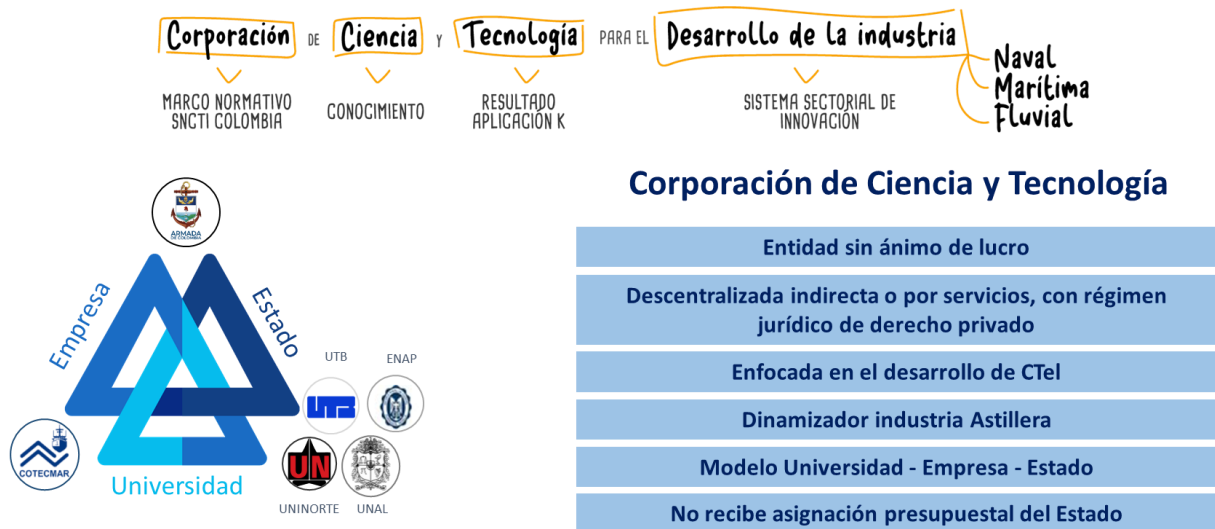 Corporación DE Ciencia Y Tecnología PARA EL Desarrollo de la industria
Naval
Marítima
Fluvial
MARCO NORMATIVO
SNCTI COLOMBIA
CONOCIMIENTO
RESULTADO
APLICACIÓN K
SISTEMA SECTORIAL DE
INNOVACIÓN
ARMADA
DE COLOMBIA
Empresa
Estado
Universidad
COTECMAR
UTB
ENAP
UTB
UN
UNINORTE
UNAL
Corporación de Ciencia y Tecnología
Entidad sin ánimo de lucro
Descentralizada indirecta o por servicios, con régimen
jurídico de derecho privado
Enfocada en el desarrollo de CTeI
Dinamizador industria Astillera
Modelo Universidad - Empresa - Estado
No recibe asignación presupuestal del Estado